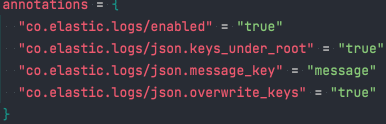 annotations = {
"co.elastic.logs/enabled" = "true"
"co.elastic.logs/json.keys_under_root" = "true"
"co.elastic.logs/json.message_key" = "message"
"co.elastic.logs/json.overwrite_keys" = "true"
}